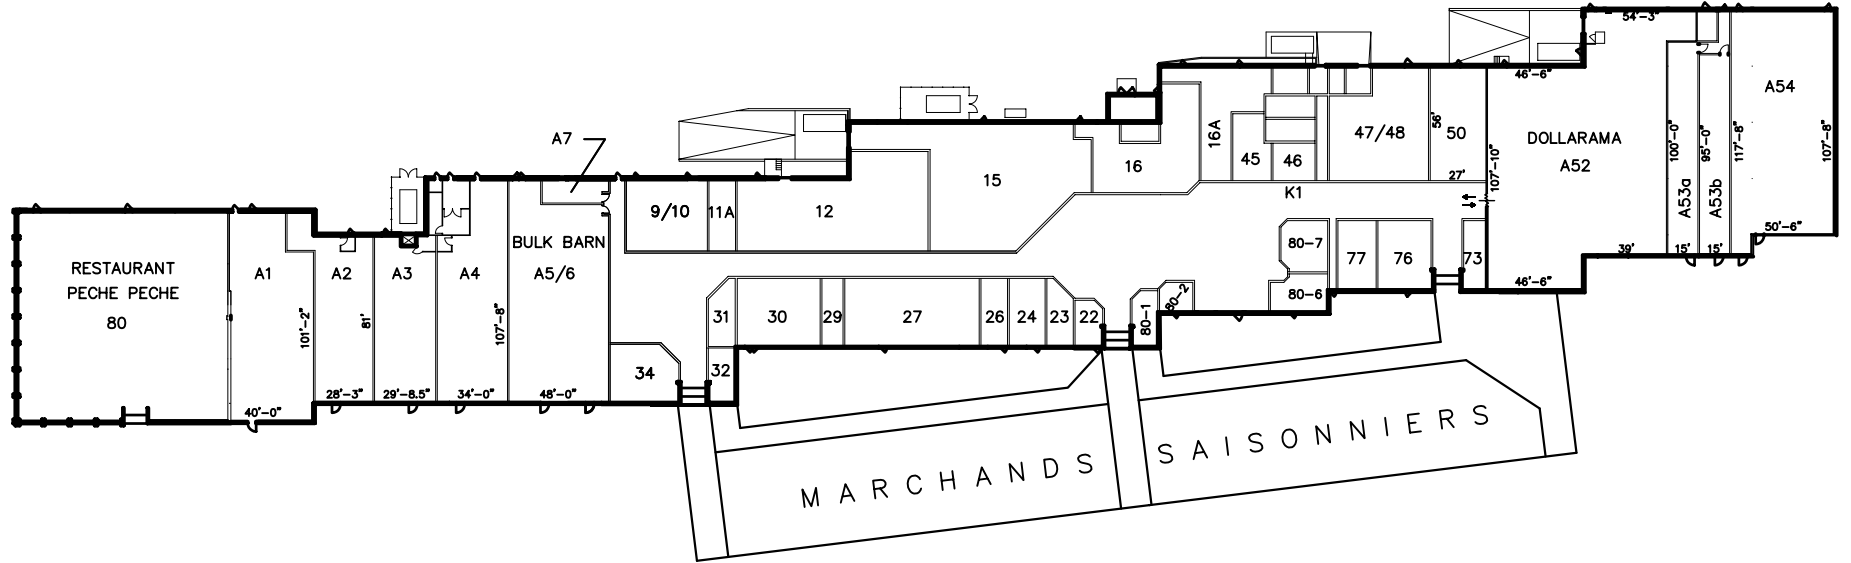 RESTAURANT
PECHE PECHE
80
A1
40'-0"
101'-2"
A2
28'-3"
81'
A3
29'-8.5"
A4
34'-0"
107'-8"
A7
BULK BARN
A5/6
48'-0"
9/10
11A
12
15
16
16A
45
46
47/48
56'
50
27'
K1
107'-10"
46'-6"
54'-3"
DOLLARAMA
A52
46'-6"
39'
100'-0"
A53a
15'
95'-0"
A53b
15'
117'-8"
A54
107'-8"
50'-6"
34
31
32
30
29
27
26
24
23
22
80-1
80-2
80-7
80-6
77
76
73
MARCHANDS SAISONNIERS